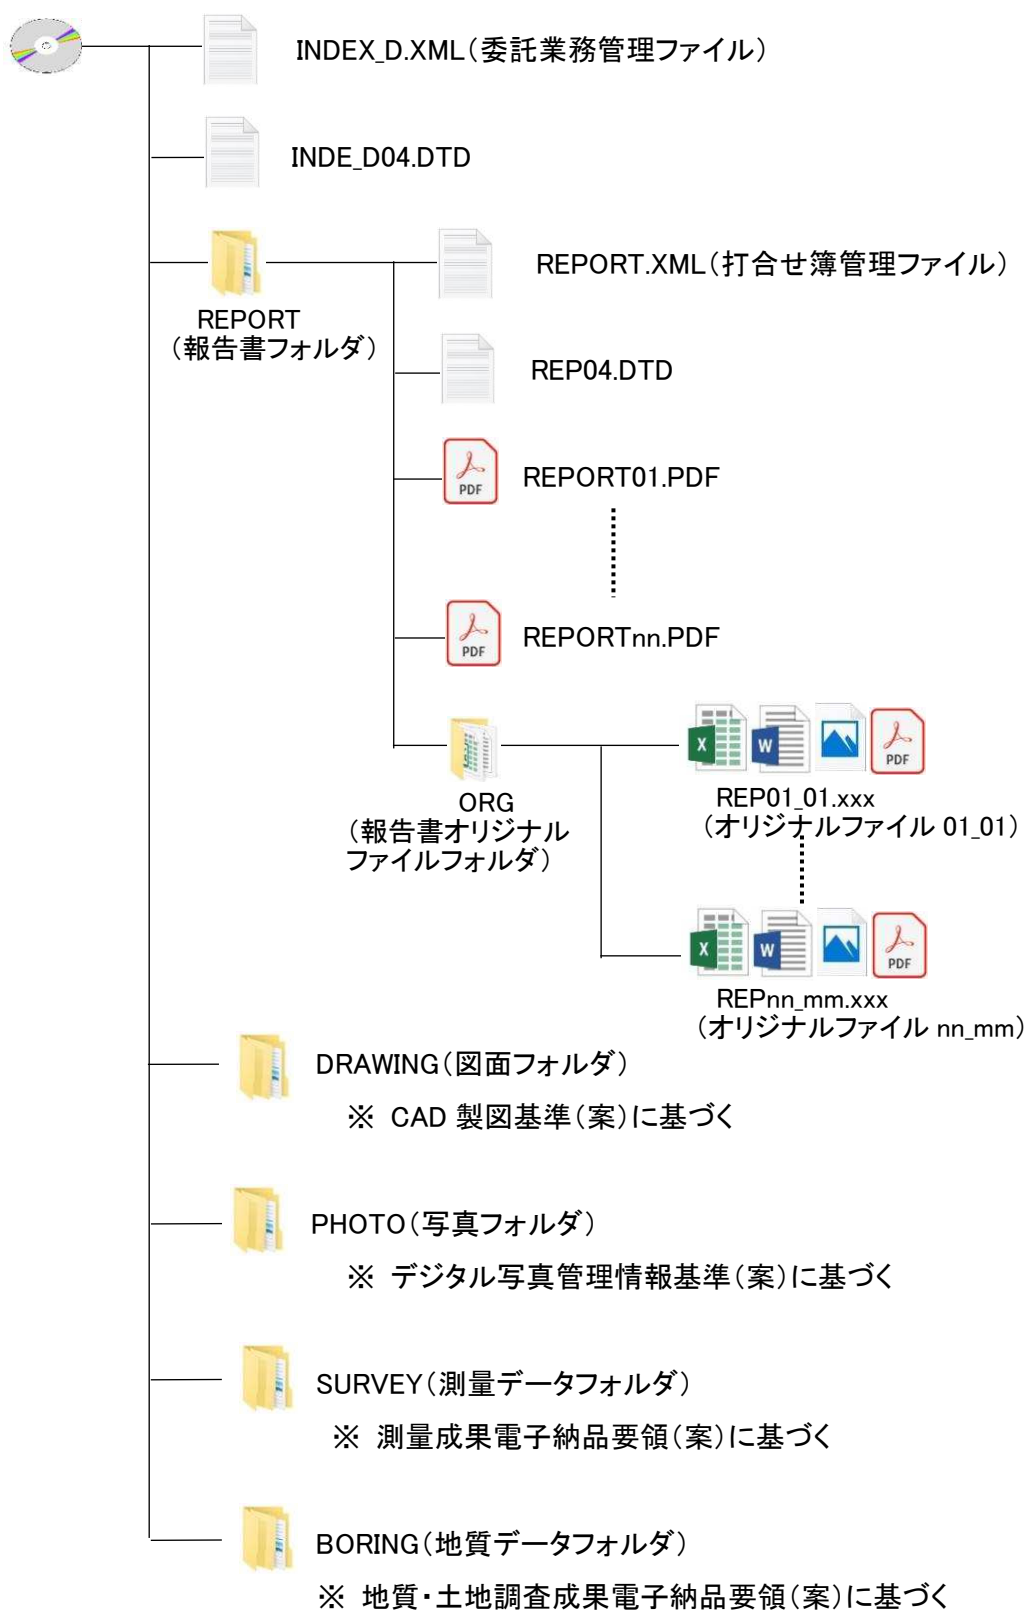 INDEX_D.XML(委託業務管理ファイル)
INDE_D04.DTD
REPORT.XML(打合せ簿管理ファイル)
REPORT
(報告書フォルダ)
REP04.DTD
PDF
REPORT01.PDF
PDF
REPORTnn.PDF
X W PDF
ORG
(報告書オリジナル
ファイルフォルダ)
REP01_01.xxx
(オリジナルファイル 01_01)
X W PDF
REPnn_mm.xxx
(オリジナルファイル nn_mm)
DRAWING(図面フォルダ)
※ CAD 製図基準(案)に基づく
PHOTO(写真フォルダ)
※ デジタル写真管理情報基準(案)に基づく
SURVEY(測量データフォルダ)
※ 測量成果電子納品要領(案)に基づく
BORING(地質データフォルダ)
※ 地質・土地調査成果電子納品要領(案)に基づく